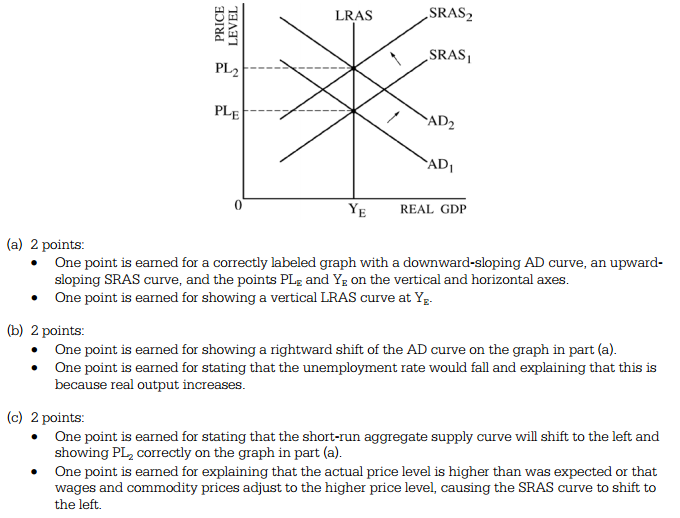 PRICE
LEVEL
LRAS
SRAS₂
SRAS₁
PL₂
PLE
AD₂
AD₁
0
YE
REAL GDP
(a) 2 points:
• One point is earned for a correctly labeled graph with a downward-sloping AD curve, an upward-
sloping SRAS curve, and the points PLE and YE on the vertical and horizontal axes.
• One point is earned for showing a vertical LRAS curve at YE.
(b) 2 points:
• One point is earned for showing a rightward shift of the AD curve on the graph in part (a).
• One point is earned for stating that the unemployment rate would fall and explaining that this is
because real output increases.
(c) 2 points:
• One point is earned for stating that the short-run aggregate supply curve will shift to the left and
showing PL₂ correctly on the graph in part (a).
• One point is earned for explaining that the actual price level is higher than was expected or that
wages and commodity prices adjust to the higher price level, causing the SRAS curve to shift to
the left.